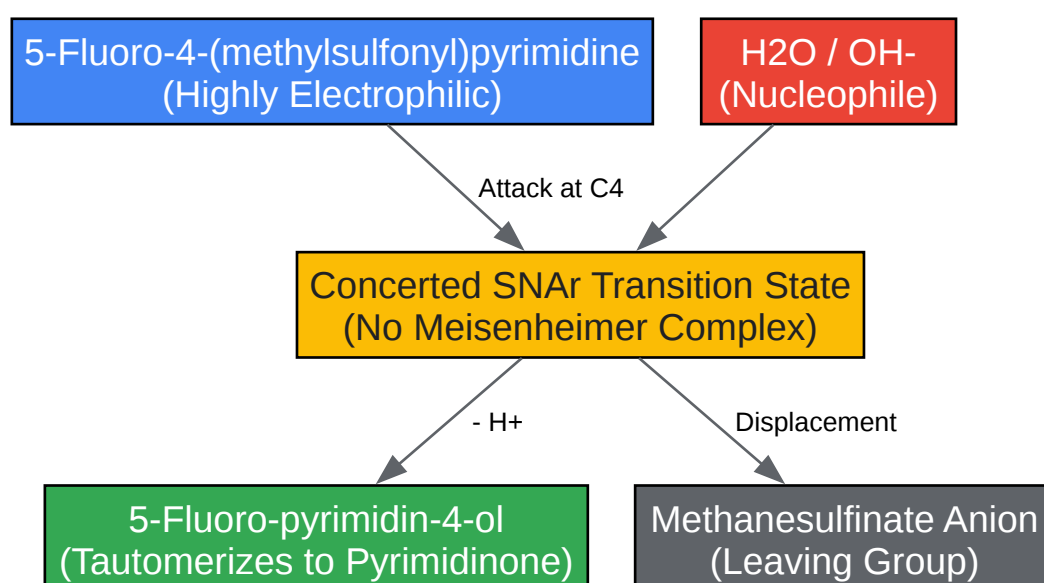 5-Fluoro-4-(methylsulfonyl)pyrimidine
(Highly Electrophilic)
H2O / OH-
(Nucleophile)
Attack at C4
Concerted SNAr Transition State
(No Meisenheimer Complex)
- H+
Displacement
5-Fluoro-pyrimidin-4-ol
(Tautomerizes to Pyrimidinone)
Methanesulfinate Anion
(Leaving Group)